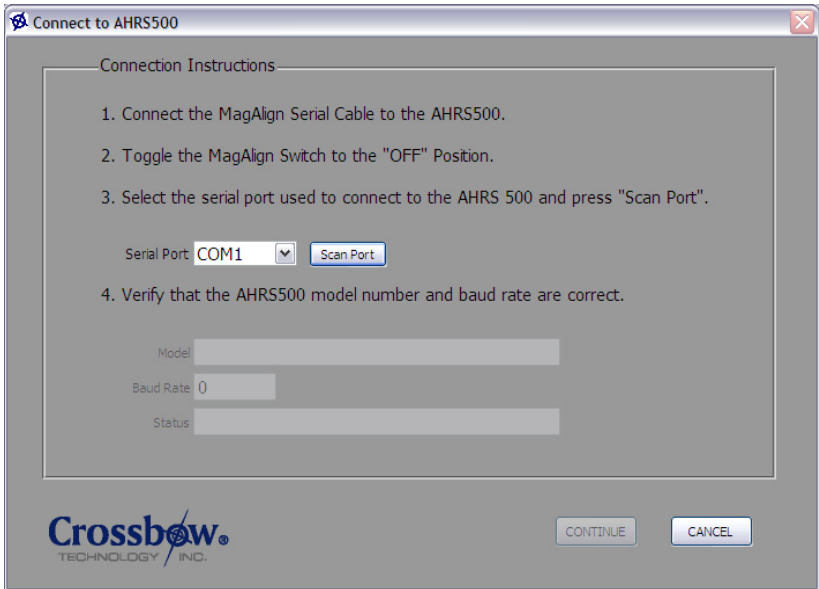 Connect to AHRS500
Connection Instructions
1. Connect the MagAlign Serial Cable to the AHRS500.
2. Toggle the MagAlign Switch to the "OFF" Position.
3. Select the serial port used to connect to the AHRS 500 and press "Scan Port".
Serial Port COM1 Scan Port
4. Verify that the AHRS500 model number and baud rate are correct.
Model
Baud Rate 0
Status
Crossbow®
TECHNOLOGY INC.
CONTINUE CANCEL